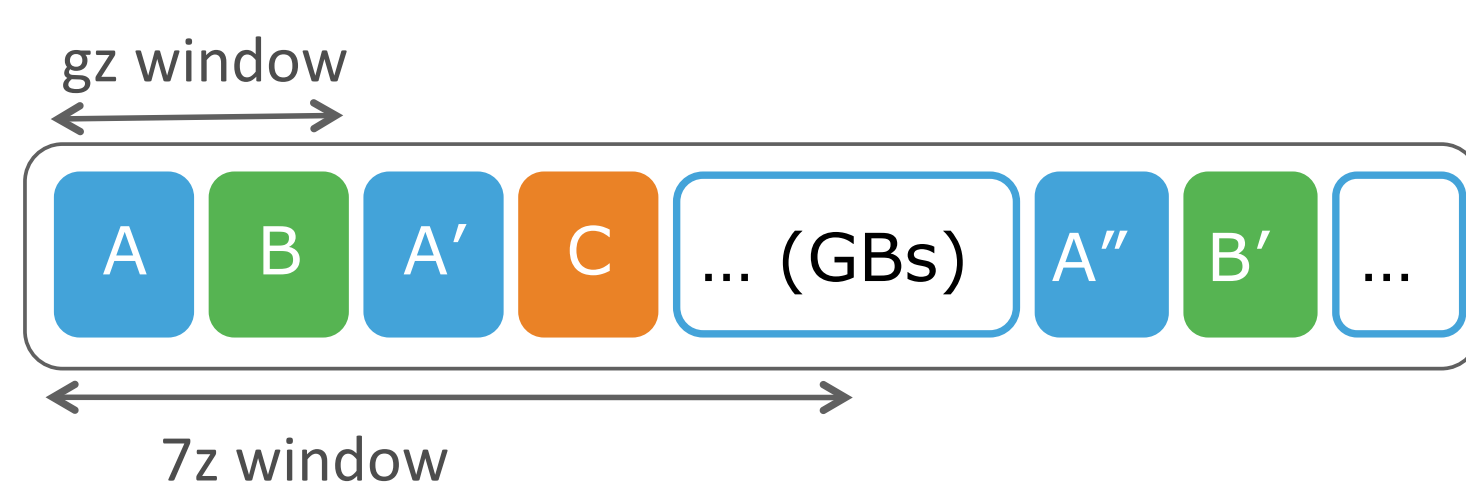 gz window
A B A′ C ... (GBs) A″ B′ ...
7z window